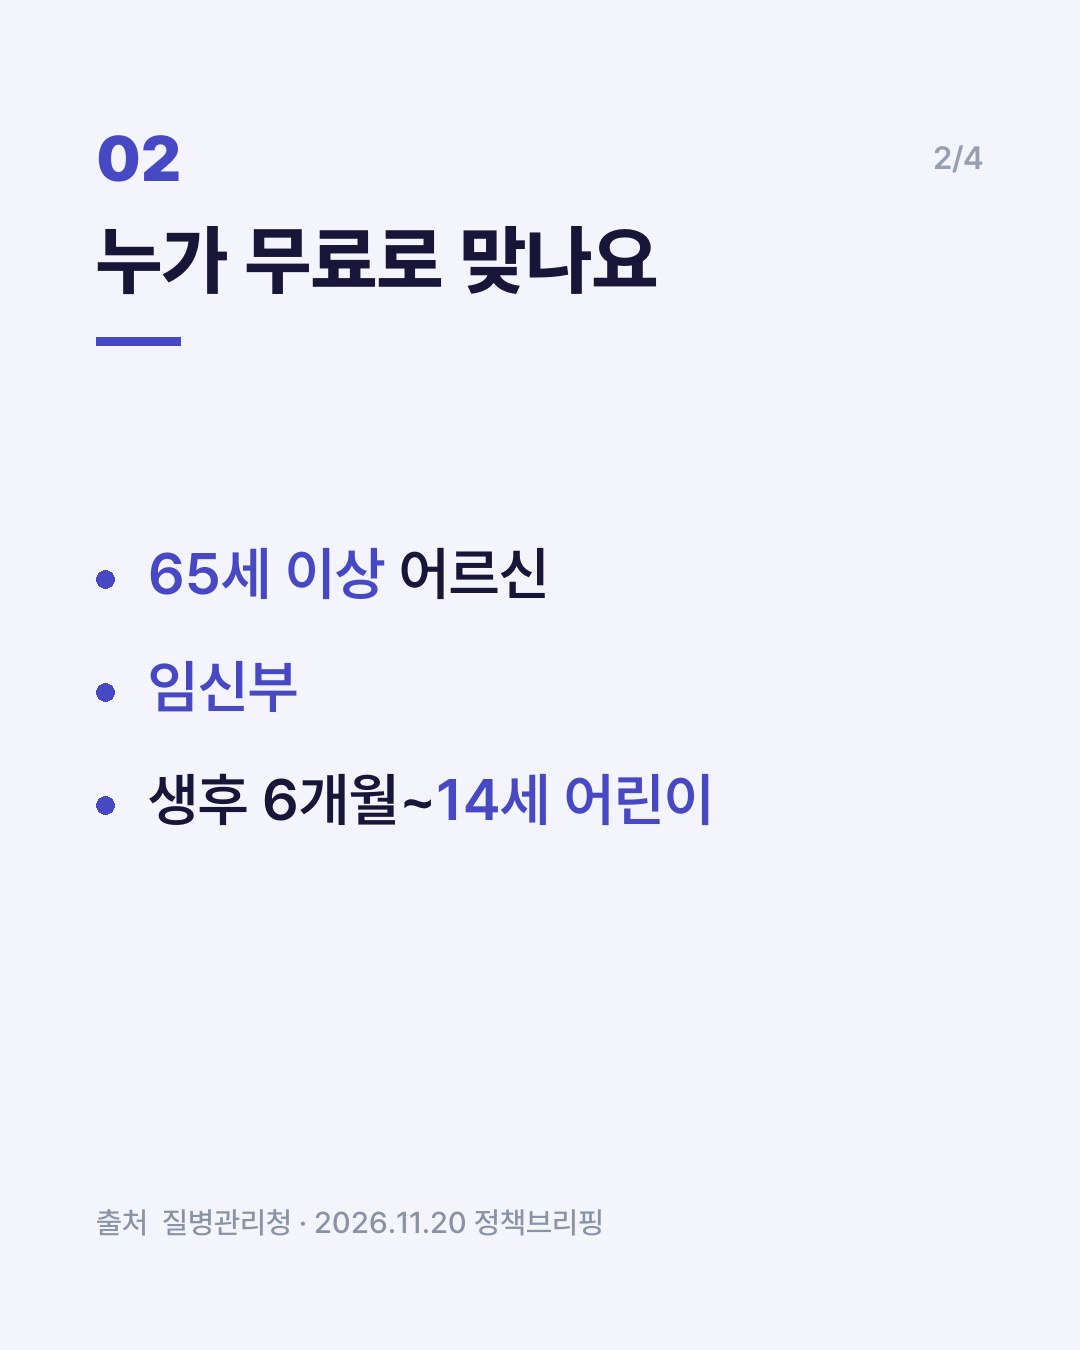 02
2/4
누가 무료로 맞나요
• 65세 이상 어르신
• 임신부
• 생후 6개월~14세 어린이
출처 질병관리청 · 2026.11.20 정책브리핑